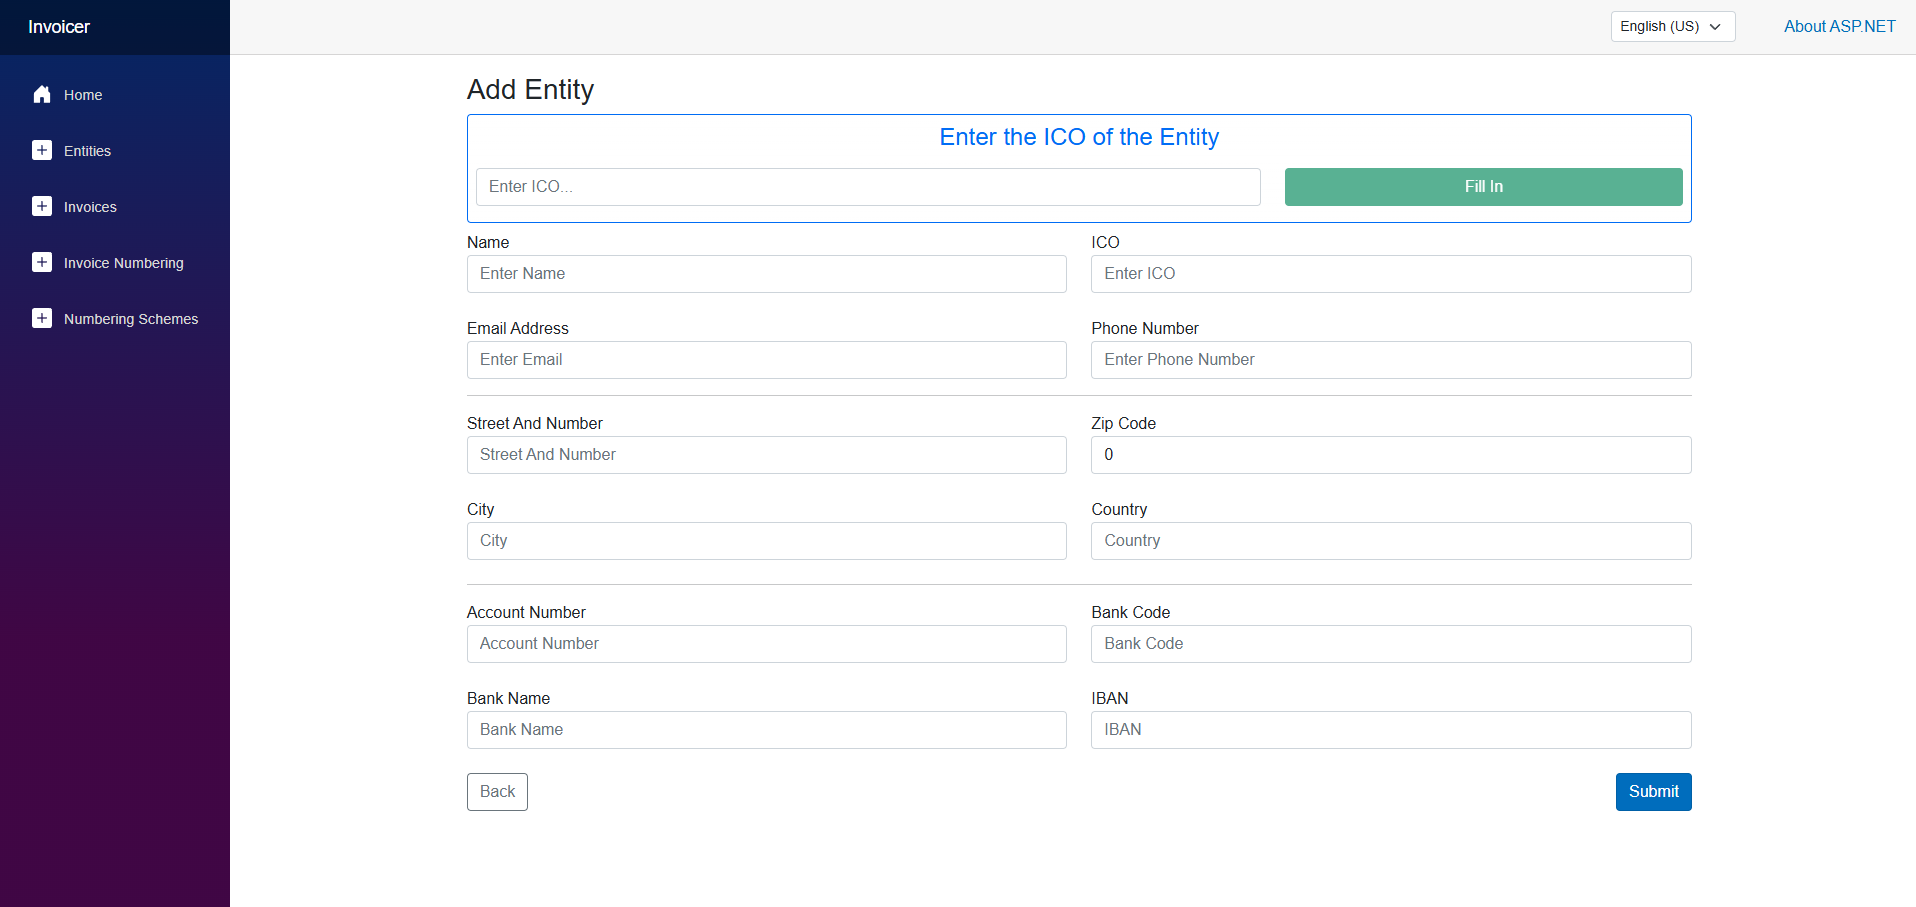 Invoicer
English (US)
About ASP.NET
Home
Entities
Invoices
Invoice Numbering
Numbering Schemes
Add Entity
Enter the ICO of the Entity
Enter ICO...
Fill In
Name
ICO
Enter Name
Enter ICO
Email Address
Phone Number
Enter Email
Enter Phone Number
Street And Number
Zip Code
Street And Number
0
City
Country
City
Country
Account Number
Bank Code
Account Number
Bank Code
Bank Name
IBAN
Bank Name
IBAN
Back
Submit